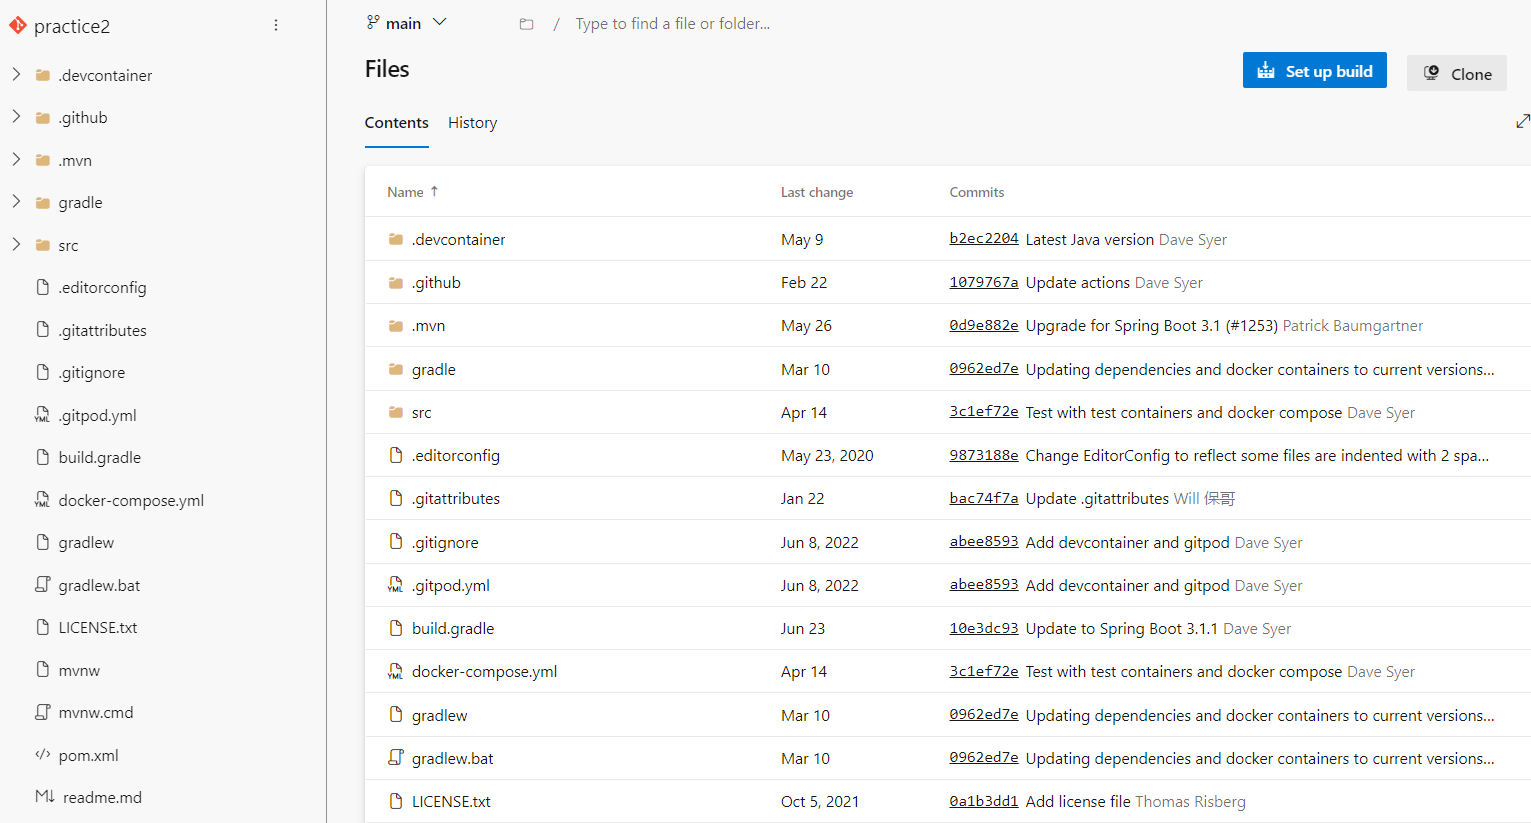 practice2
.devcontainer
.github
.mvn
gradle
src
.editorconfig
.gitattributes
.gitignore
.gitpod.yml
build.gradle
docker-compose.yml
gradlew
gradlew.bat
LICENSE.txt
mvnw
mvnw.cmd
pom.xml
readme.md
main / Type to find a file or folder...
Files
Set up build Clone
Contents History
Name ↑ Last change Commits
.devcontainer May 9 b2ec2204 Latest Java version Dave Syer
.github Feb 22 1079767a Update actions Dave Syer
.mvn May 26 0d9e882e Upgrade for Spring Boot 3.1 (#1253) Patrick Baumgartner
gradle Mar 10 0962ed7e Updating dependencies and docker containers to current versions...
src Apr 14 3c1ef72e Test with test containers and docker compose Dave Syer
.editorconfig May 23, 2020 9873188e Change EditorConfig to reflect some files are indented with 2 spa...
.gitattributes Jan 22 bac74f7a Update .gitattributes Will 保哥
.gitignore Jun 8, 2022 abee8593 Add devcontainer and gitpod Dave Syer
YML .gitpod.yml Jun 8, 2022 abee8593 Add devcontainer and gitpod Dave Syer
build.gradle Jun 23 10e3dc93 Update to Spring Boot 3.1.1 Dave Syer
YML docker-compose.yml Apr 14 3c1ef72e Test with test containers and docker compose Dave Syer
gradlew Mar 10 0962ed7e Updating dependencies and docker containers to current versions...
gradlew.bat Mar 10 0962ed7e Updating dependencies and docker containers to current versions...
LICENSE.txt Oct 5, 2021 0a1b3dd1 Add license file Thomas Risberg